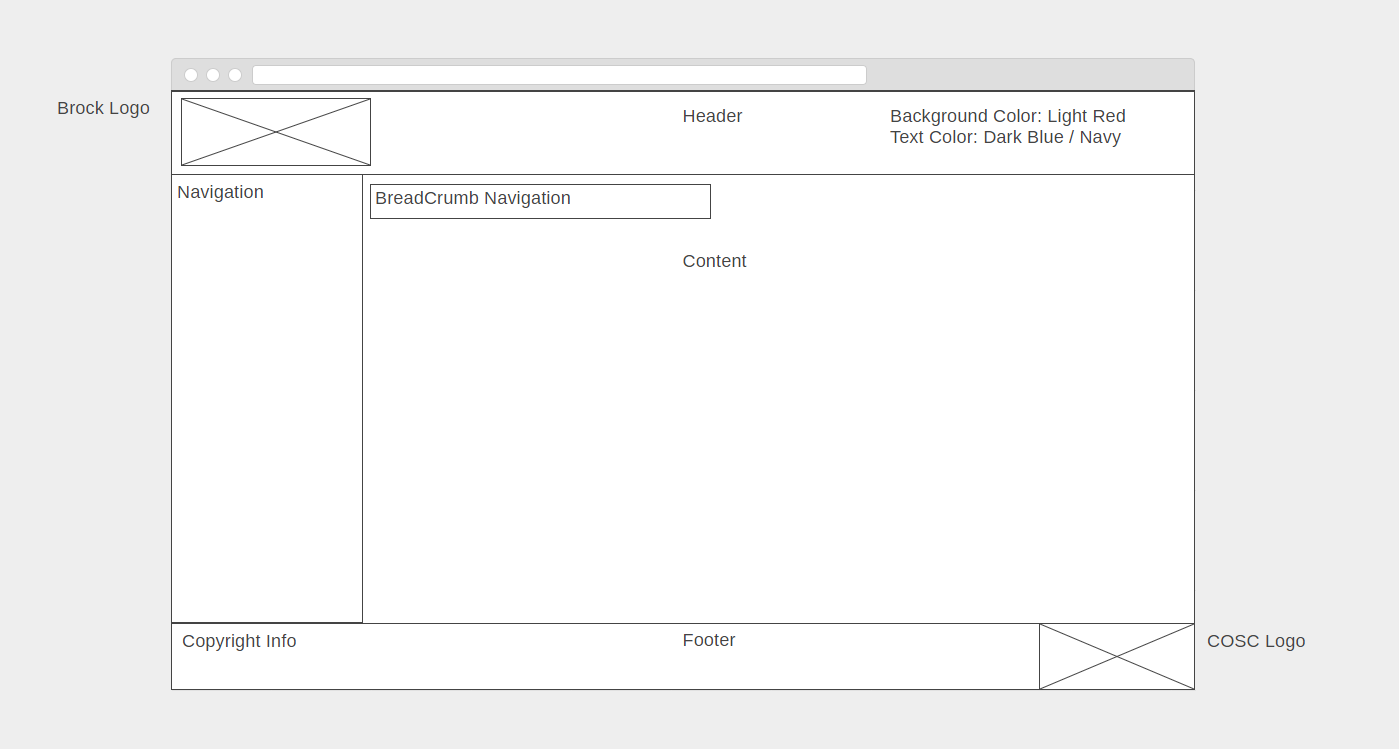 Brock Logo
Header
Background Color: Light Red
Text Color: Dark Blue / Navy
Navigation
BreadCrumb Navigation
Content
Copyright Info
Footer
COSC Logo